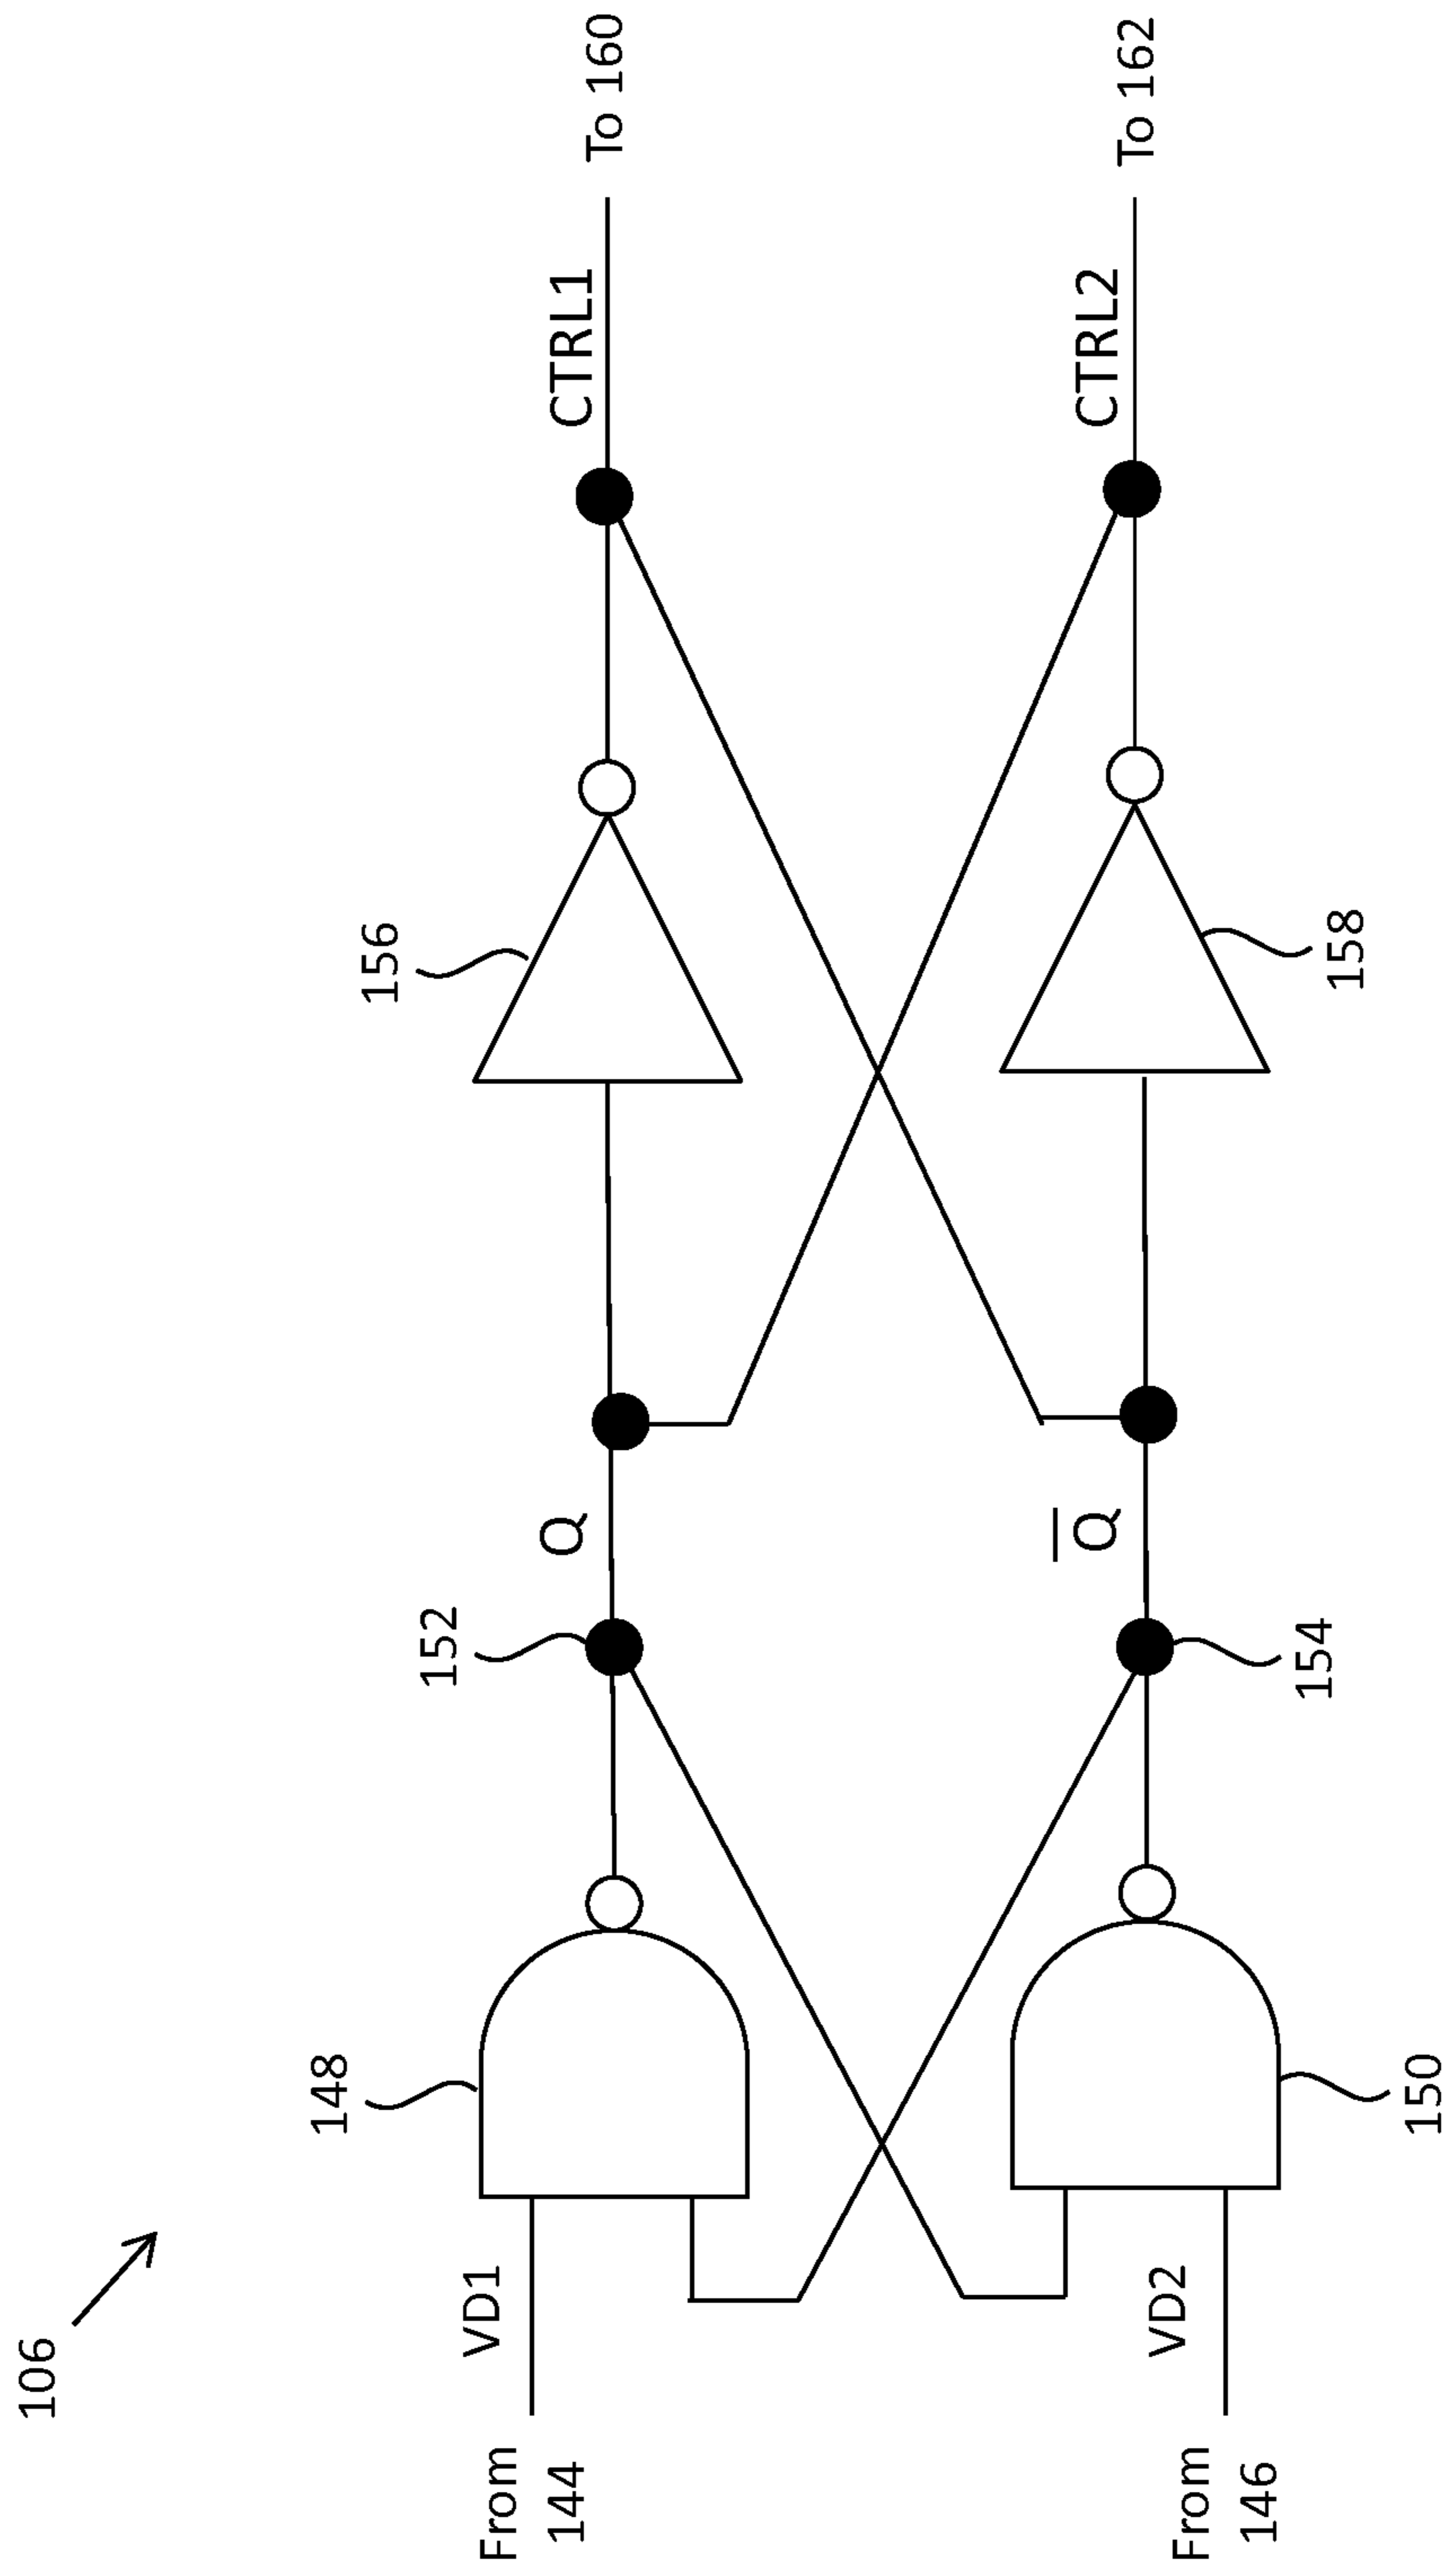 106
From
144
VD1
148
152
Q
156
CTRL1
To 160
From
146
VD2
150
154
Q̅
158
CTRL2
To 162